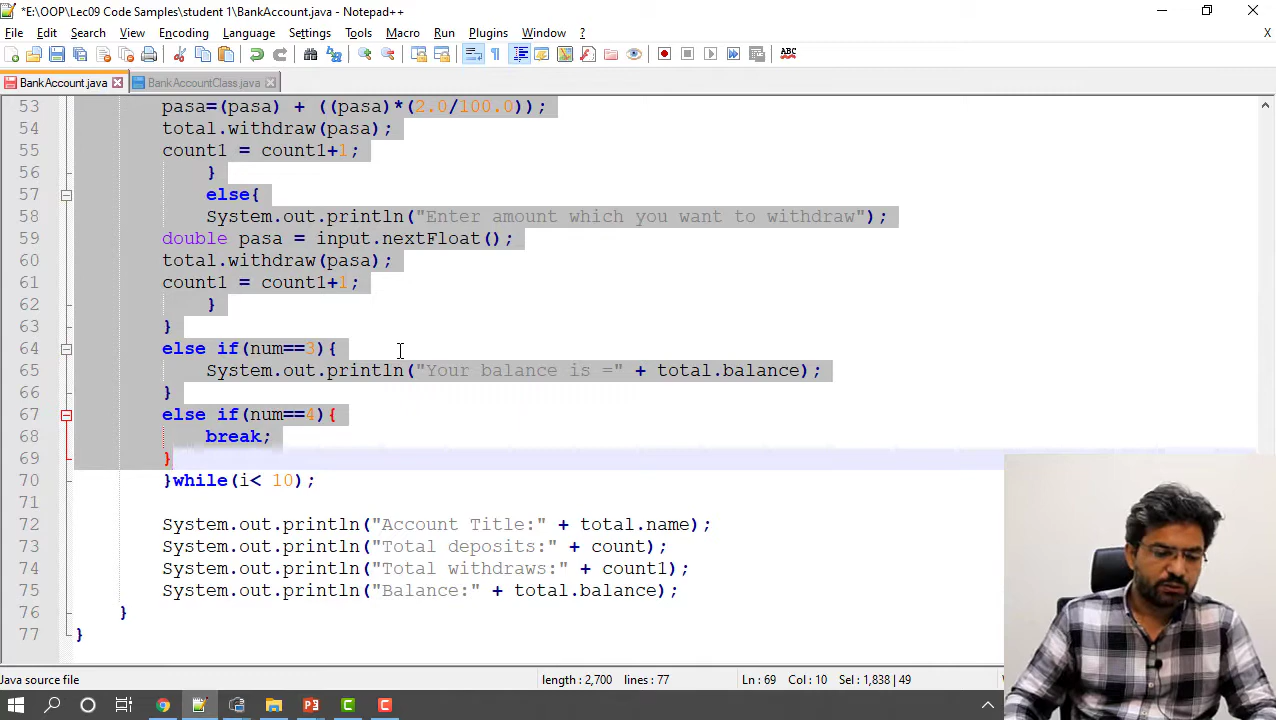 *E:\OOP\Lec09 Code Samples\student 1\BankAccount.java - Notepad++
File Edit Search View Encoding Language Settings Tools Macro Run Plugins Window ? X
BankAccount.java BankAccountClass.java
53 pasa=(pasa) + ((pasa)*(2.0/100.0));
54 total.withdraw(pasa);
55 count1 = count1+1;
56 }
57 else{
58 System.out.println("Enter amount which you want to withdraw");
59 double pasa = input.nextFloat();
60 total.withdraw(pasa);
61 count1 = count1+1;
62 }
63 }
64 else if(num==3){
65 System.out.println("Your balance is =" + total.balance);
66 }
67 else if(num==4){
68 break;
69 }
70 }while(i< 10);
71
72 System.out.println("Account Title:" + total.name);
73 System.out.println("Total deposits:" + count);
74 System.out.println("Total withdraws:" + count1);
75 System.out.println("Balance:" + total.balance);
76 }
77 }
Java source file length : 2,700 lines : 77 Ln : 69 Col : 10 Sel : 1,838 | 49